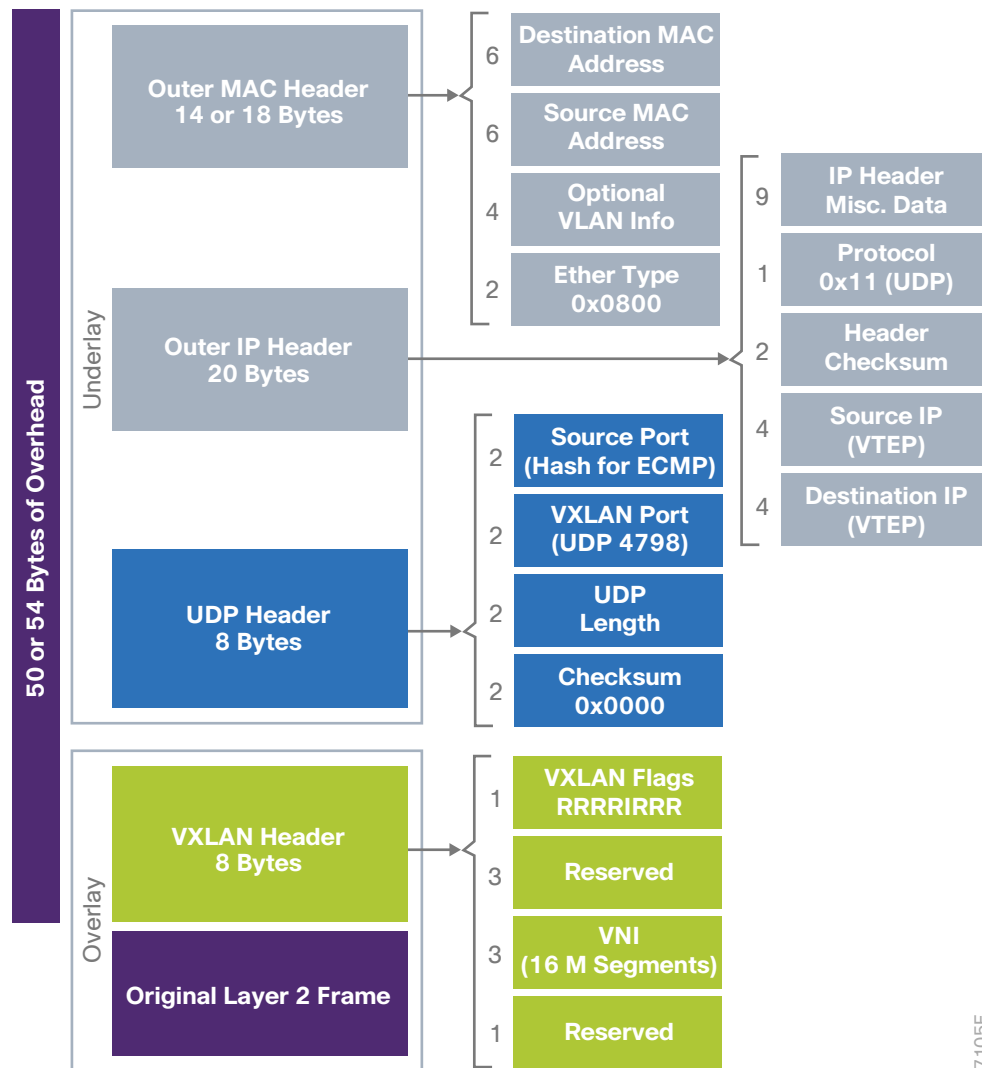 50 or 54 Bytes of Overhead
Underlay
Outer MAC Header
14 or 18 Bytes
6
Destination MAC
Address
6
Source MAC
Address
4
Optional
VLAN Info
2
Ether Type
0x0800
Outer IP Header
20 Bytes
9
IP Header
Misc. Data
1
Protocol
0x11 (UDP)
2
Header
Checksum
4
Source IP
(VTEP)
4
Destination IP
(VTEP)
UDP Header
8 Bytes
2
Source Port
(Hash for ECMP)
2
VXLAN Port
(UDP 4798)
2
UDP
Length
2
Checksum
0x0000
Overlay
VXLAN Header
8 Bytes
1
VXLAN Flags
RRRRIRRR
3
Reserved
3
VNI
(16 M Segments)
1
Reserved
Original Layer 2 Frame